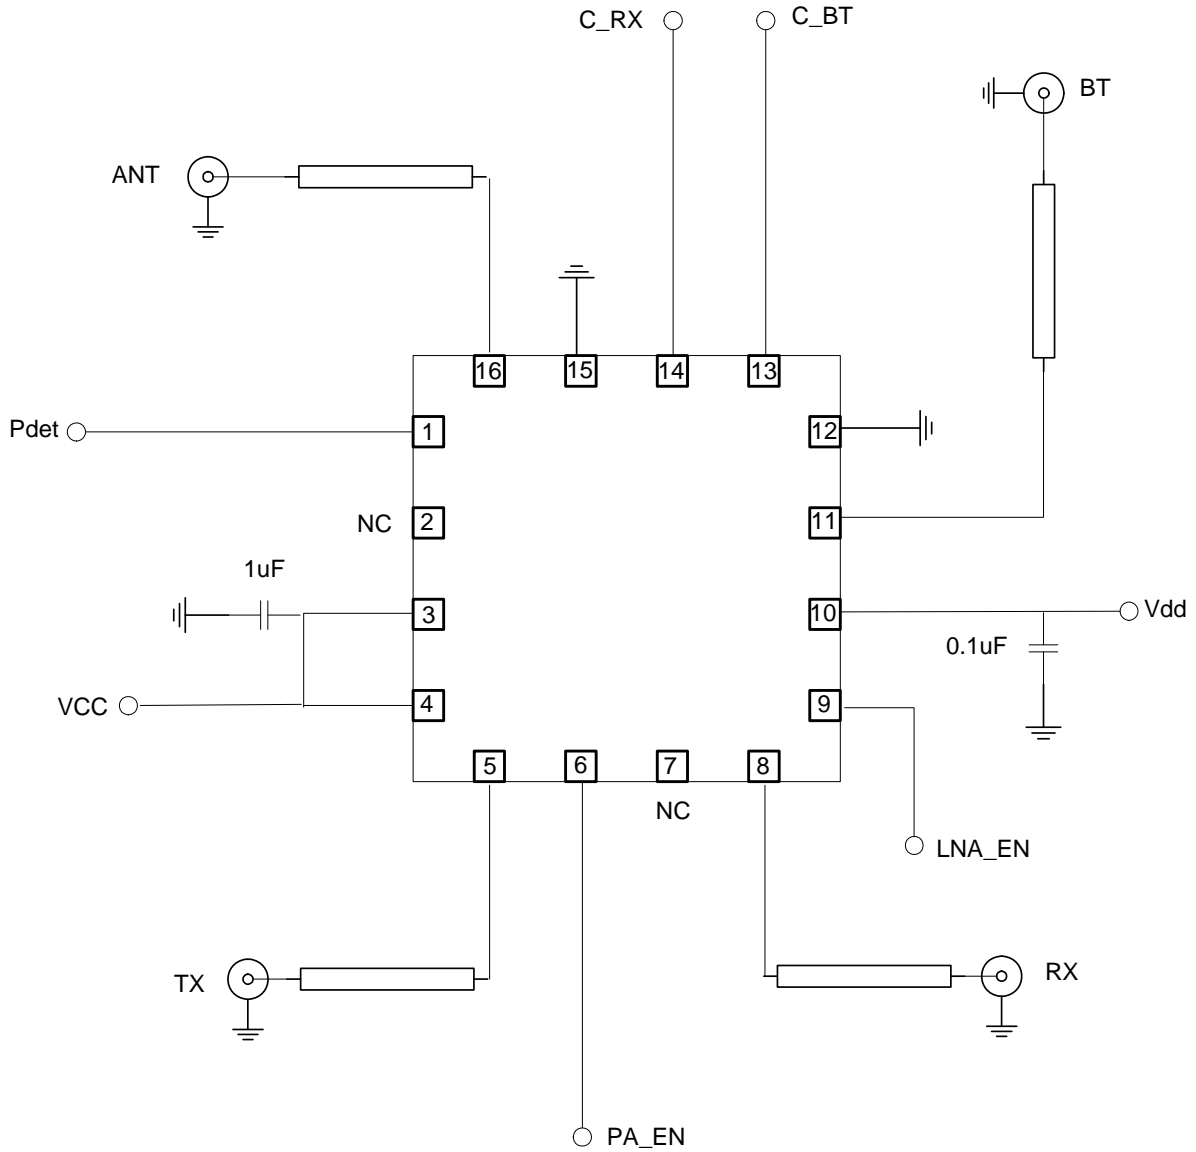 C_RX
C_BT
BT
ANT
16
15
14
13
Pdet
1
12
NC
2
11
1uF
3
10
Vdd
0.1uF
VCC
4
9
5
6
7
8
NC
LNA_EN
TX
RX
PA_EN